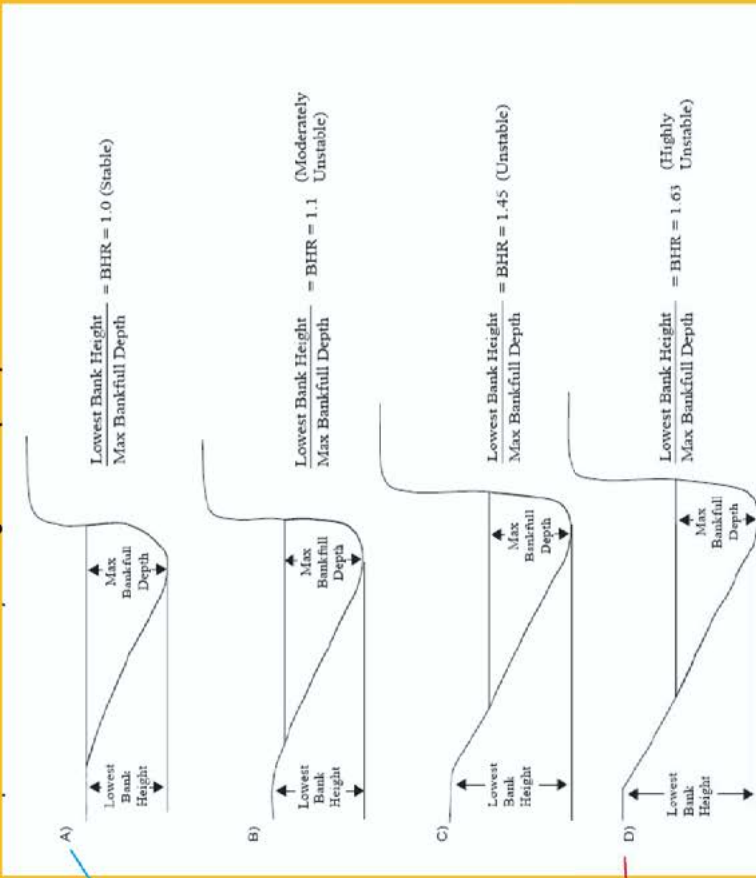 A)
Lowest Bank Height
Max Bankfull Depth
= BHR = 1.0 (Stable)
Lowest
Bank
Height
Max
Bankfull
Depth
B)
Lowest Bank Height
Max Bankfull Depth
= BHR = 1.1
(Moderately
Unstable)
Lowest
Bank
Height
Max
Bankfull
Depth
C)
Lowest Bank Height
Max Bankfull Depth
= BHR = 1.45 (Unstable)
Lowest
Bank
Height
Max
Bankfull
Depth
D)
Lowest Bank Height
Max Bankfull Depth
= BHR = 1.63
(Highly
Unstable)
Lowest
Bank
Height
Max
Bankfull
Depth